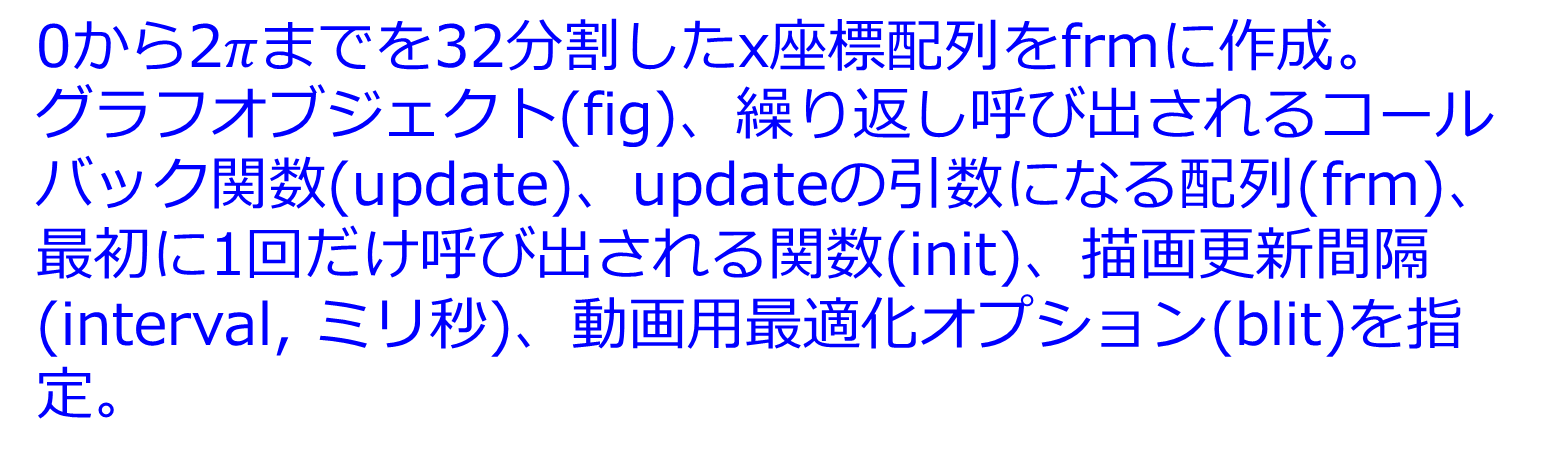 0から2πまでを32分割したx座標配列をfrmに作成。
グラフオブジェクト(fig)、繰り返し呼び出されるコール
バック関数(update)、updateの引数になる配列(frm)、
最初に1回だけ呼び出される関数(init)、描画更新間隔
(interval, ミリ秒)、動画用最適化オプション(blit)を指
定。